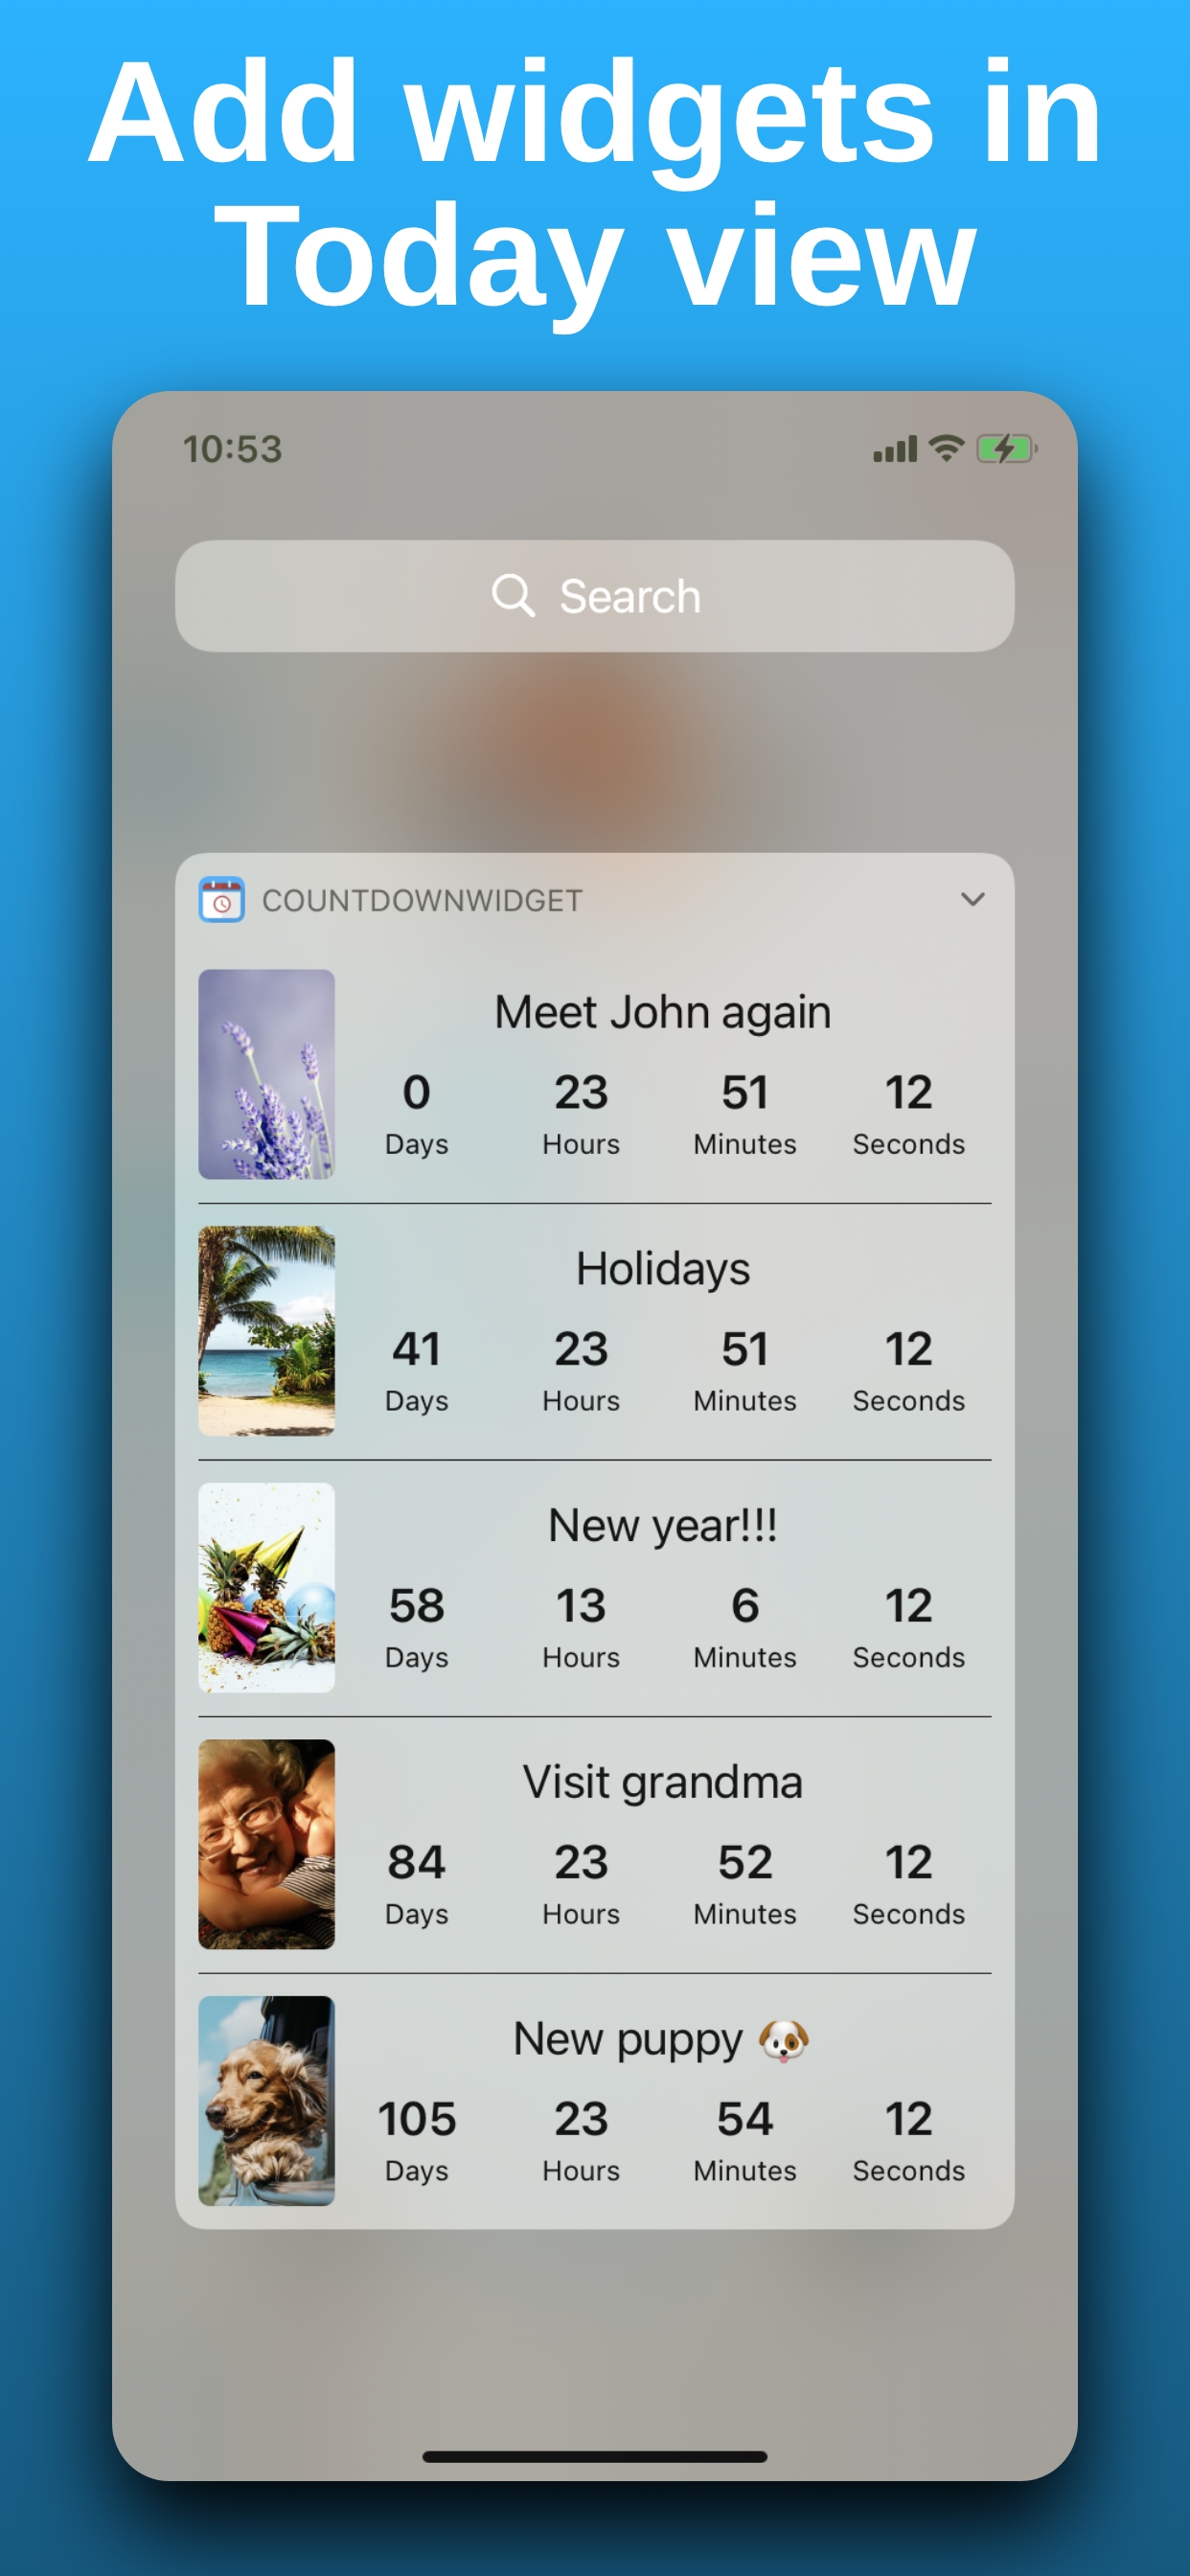 Add widgets in
Today view
10:53
Search
COUNTDOWNWIDGET
Meet John again
0 23 51 12
Days Hours Minutes Seconds
Holidays
41 23 51 12
Days Hours Minutes Seconds
New year!!!
58 13 6 12
Days Hours Minutes Seconds
Visit grandma
84 23 52 12
Days Hours Minutes Seconds
New puppy 🐶
105 23 54 12
Days Hours Minutes Seconds